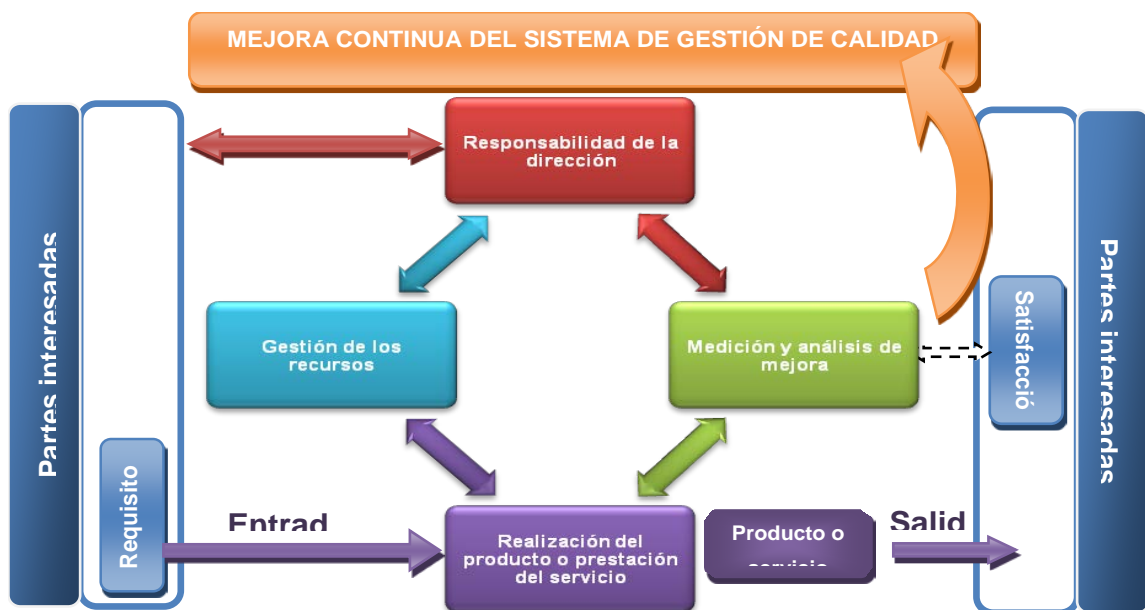 MEJORA CONTINUA DEL SISTEMA DE GESTIÓN DE CALIDAD
Partes interesadas
Responsabilidad de la
dirección
Gestión de los
recursos
Medición y análisis de
mejora
Satisfacció
Partes interesadas
Requisito
Entrad
Realización del
producto o prestación
del servicio
Producto o
servicio
Salid